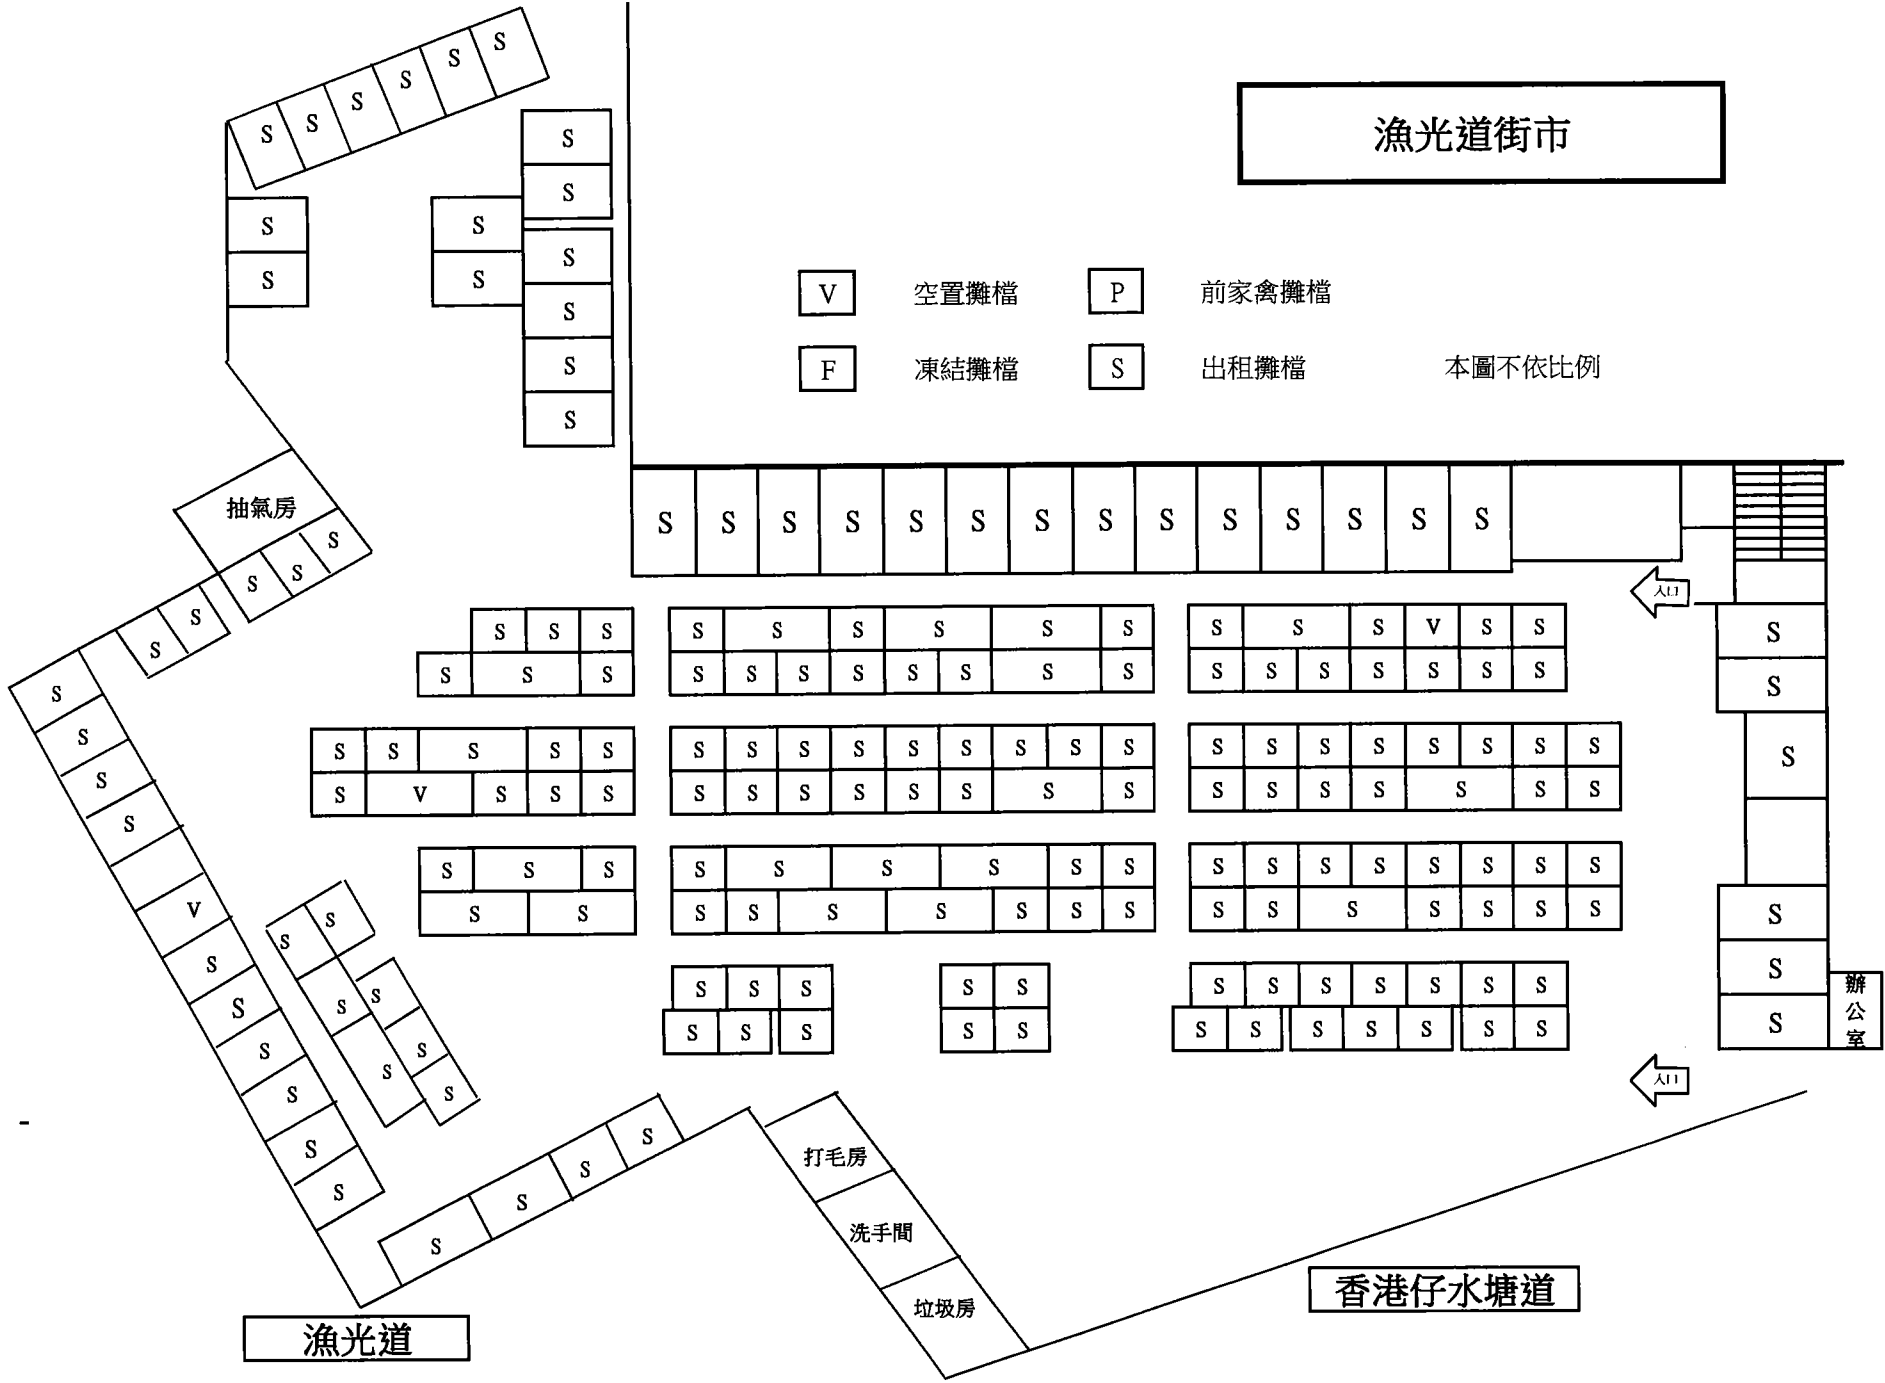 漁光道街市
V 空置攤檔 P 前家禽攤檔
F 凍結攤檔 S 出租攤檔 本圖不依比例
S S S S S S
S
S
S S
S S
S
S
S
S
抽氣房
S S S
S S
S S S S S S S S S S S S S S
入口
S S S S S S S S S S S S V S S
S S S S S S S S S S S S S S S S S S
S
S
S
S S S S S S S S S S S S S S S S S S S S S S
S V S S S S S S S S S S S S S S S S S S S
S S S S S S S S S S S S S S S S S
S S S S S S S S S S S S S S S S
S
S
S
辦公室
S S S S S S S S S S S S
S S S S S S S S S S S S
入口
S
S
S
S
V
S
S
S
S
S
S
S S
S S
S S
S
S S S S
打毛房
洗手間
垃圾房
香港仔水塘道
漁光道